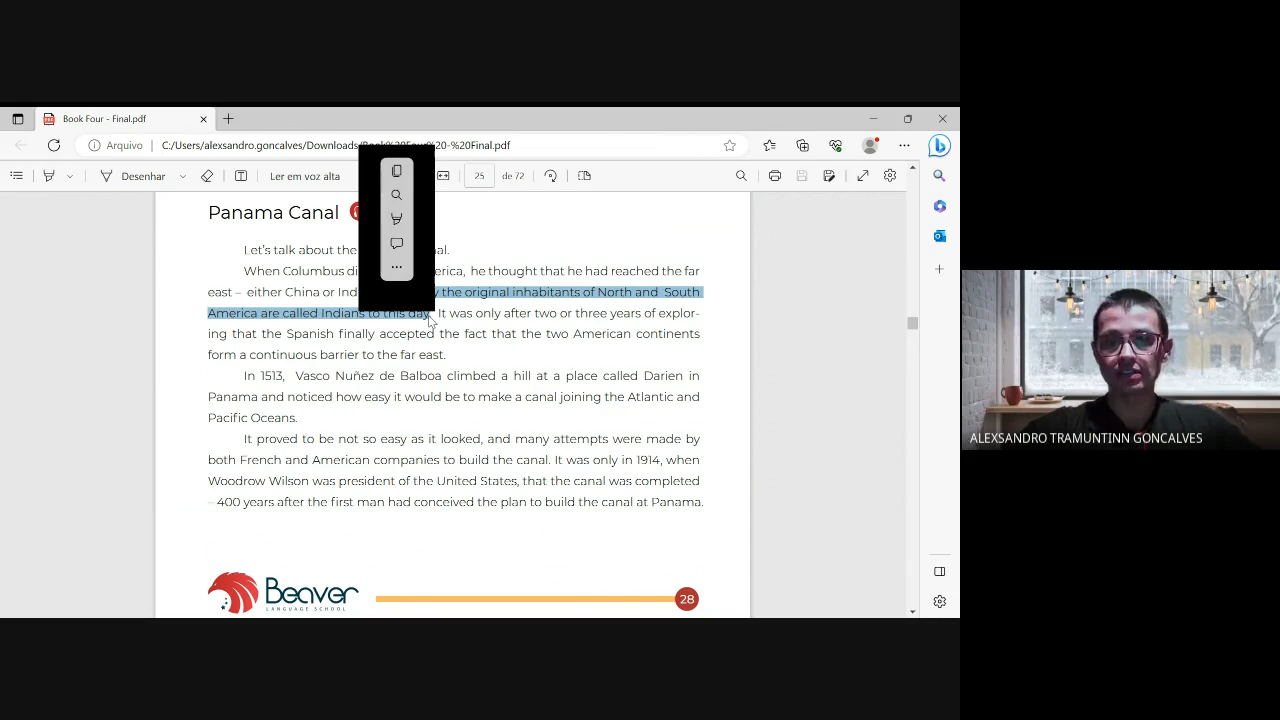 Book Four - Final.pdf
Arquivo C:/Users/alexsandro.goncalves/Downloads/Book%20Four%20-%20Final.pdf
Desenhar Ler em voz alta 25 de 72
Panama Canal
Let's talk about the al.
When Columbus di erica, he thought that he had reached the far
east – either China or Ind y the original inhabitants of North and South
America are called Indians to this day. It was only after two or three years of explor-
ing that the Spanish finally accepted the fact that the two American continents
form a continuous barrier to the far east.
In 1513, Vasco Nuñez de Balboa climbed a hill at a place called Darien in
Panama and noticed how easy it would be to make a canal joining the Atlantic and
Pacific Oceans.
It proved to be not so easy as it looked, and many attempts were made by
both French and American companies to build the canal. It was only in 1914, when
Woodrow Wilson was president of the United States, that the canal was completed
– 400 years after the first man had conceived the plan to build the canal at Panama.
Beaver
LANGUAGE SCHOOL
28
ALEXSANDRO TRAMUNTINN GONCALVES